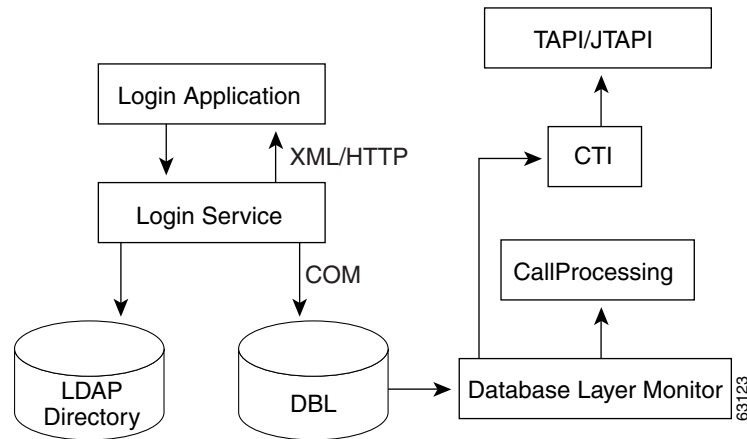 TAPI/JTAPI
Login Application
XML/HTTP
CTI
Login Service
COM
CallProcessing
LDAP
Directory
DBL
Database Layer Monitor
63123